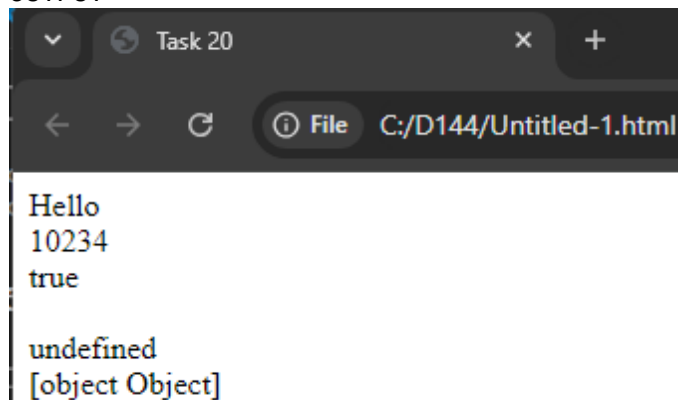 Task 20
File C:/D144/Untitled-1.html
Hello
10234
true
undefined
[object Object]